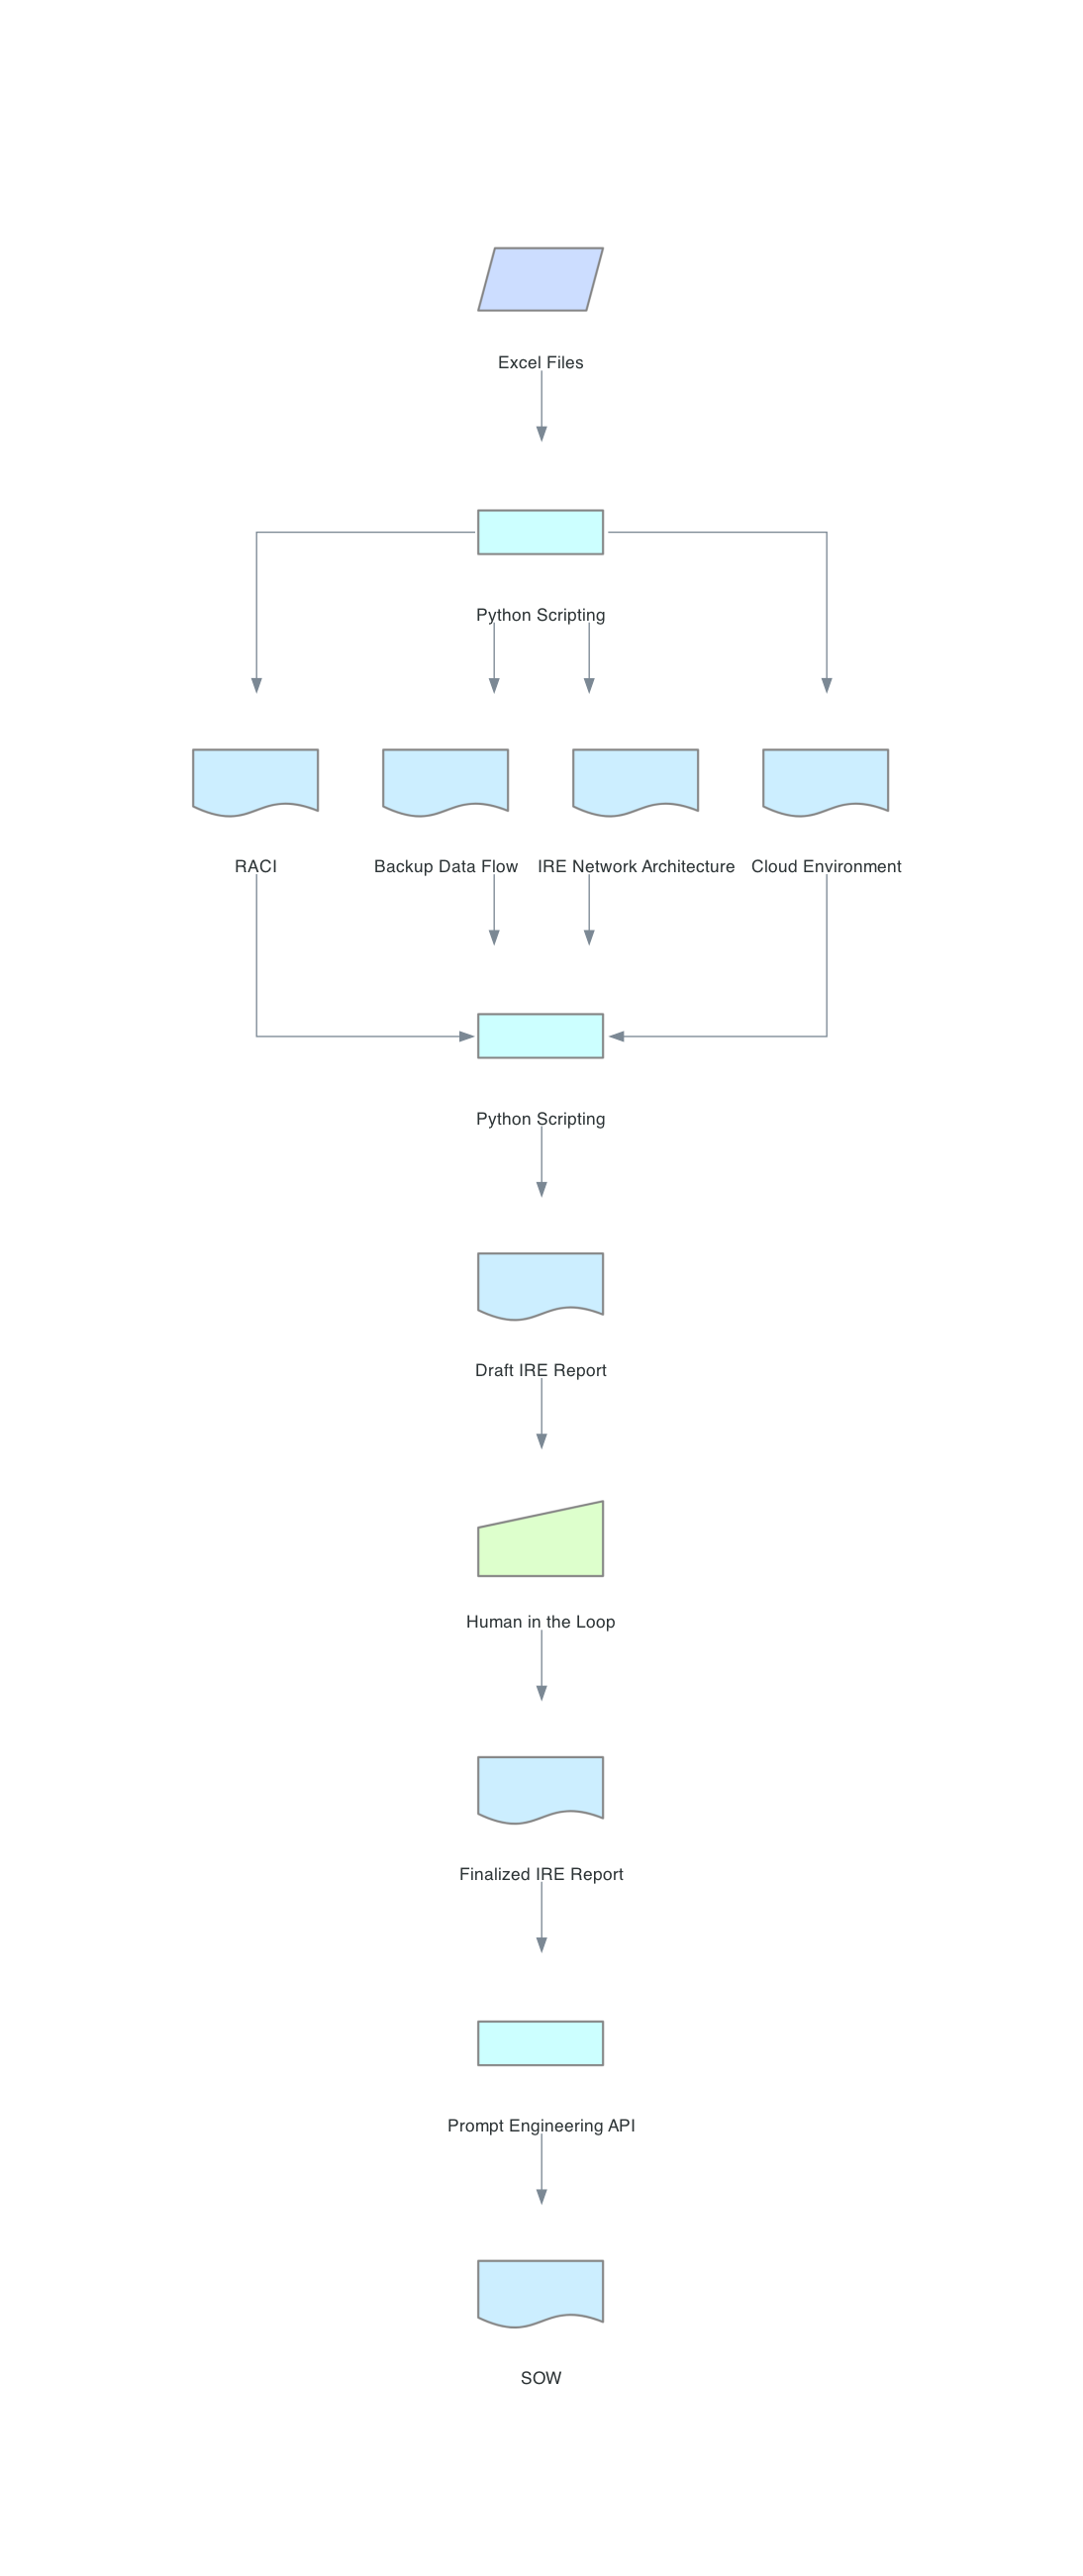 Excel Files
Python Scripting
RACI
Backup Data Flow
IRE Network Architecture
Cloud Environment
Python Scripting
Draft IRE Report
Human in the Loop
Finalized IRE Report
Prompt Engineering API
SOW